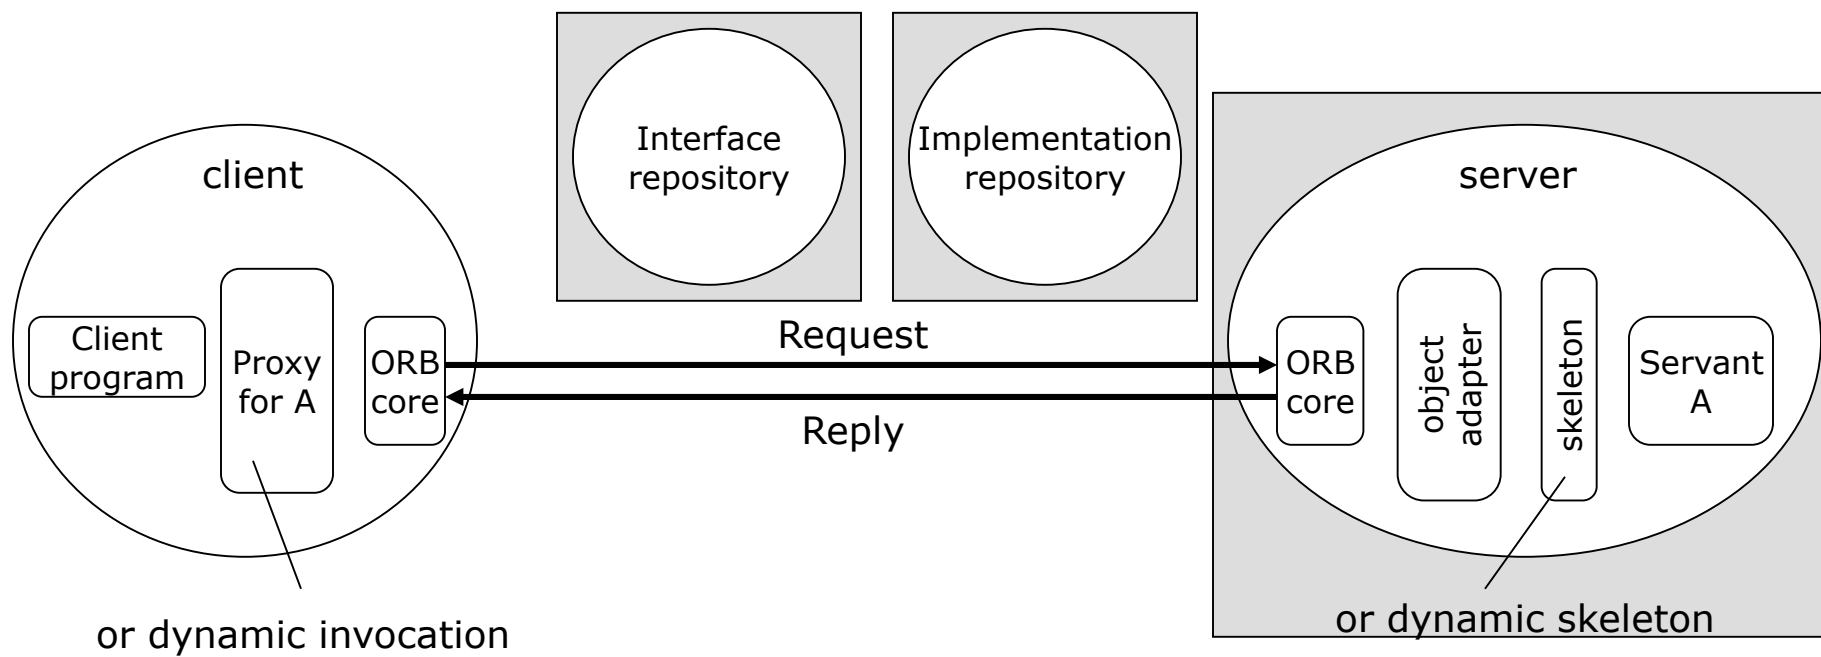 client
Client
program
Proxy
for A
ORB
core
or dynamic invocation
Interface
repository
Implementation
repository
Request
Reply
server
ORB
core
object
adapter
skeleton
Servant
A
or dynamic skeleton